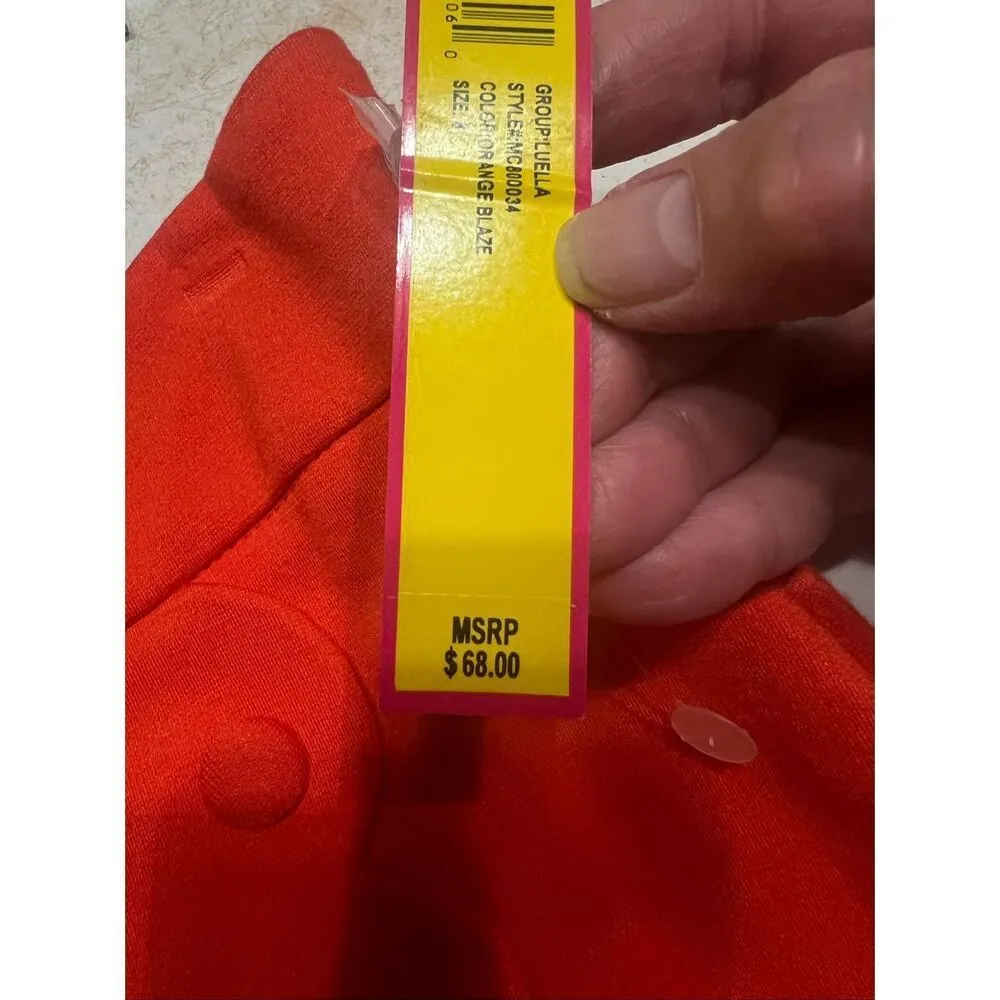 06 0
GROUP:LUELLA
STYLE#:MC800034
COLOR:ORANGE BLAZE
SIZE:
MSRP
$68.00